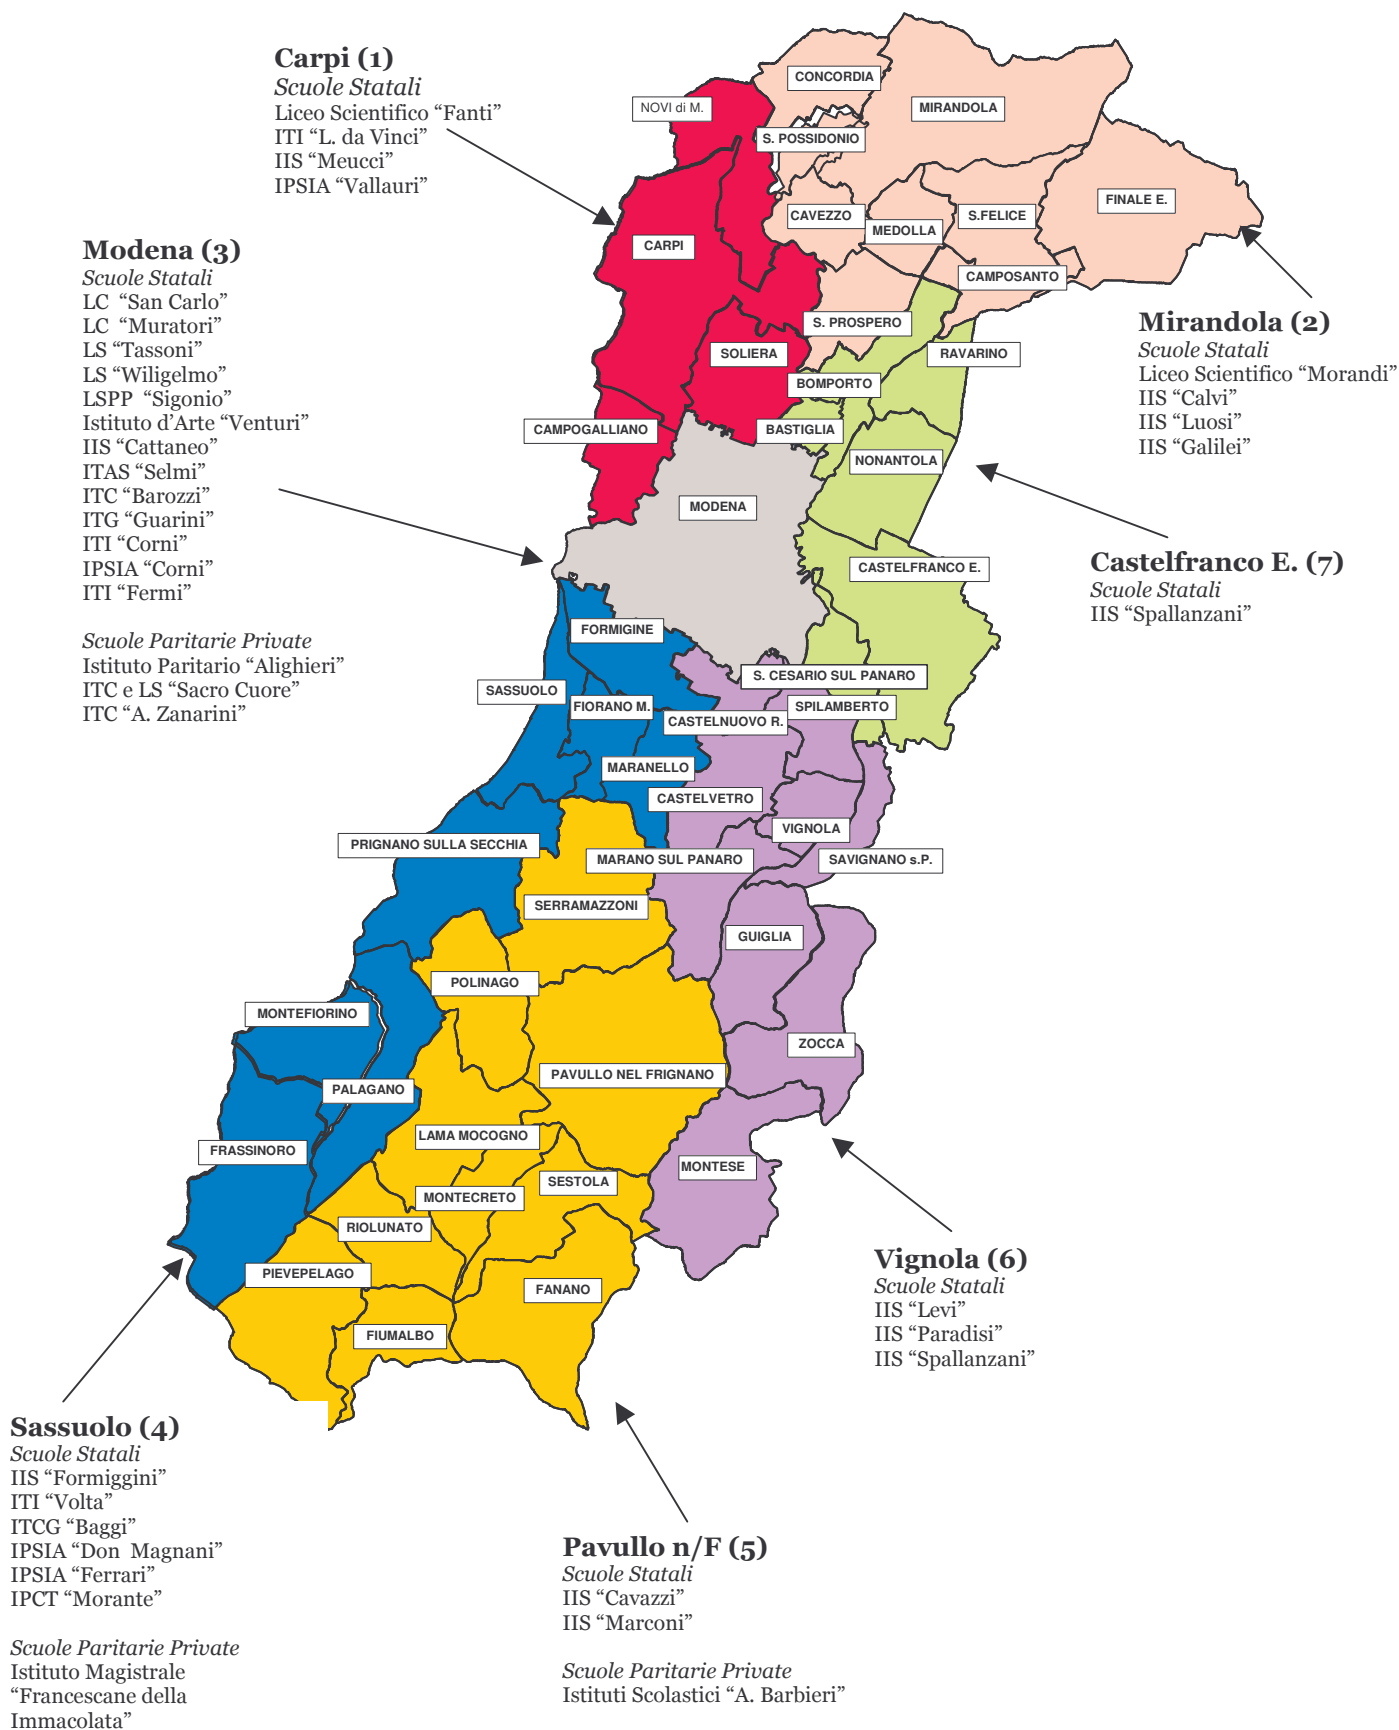 Carpi (1)
Scuole Statali
Liceo Scientifico “Fanti”
ITI “L. da Vinci”
IIS “Meucci”
IPSIA “Vallauri”
Modena (3)
Scuole Statali
LC “San Carlo”
LC “Muratori”
LS “Tassoni”
LS “Wiligelmo”
LSPP “Sigonio”
Istituto d’Arte “Venturi”
IIS “Cattaneo”
ITAS “Selmi”
ITC “Barozzi”
ITG “Guarini”
ITI “Corni”
IPSIA “Corni”
ITI “Fermi”
Scuole Paritarie Private
Istituto Paritario “Alighieri”
ITC e LS “Sacro Cuore”
ITC “A. Zanarini”
Mirandola (2)
Scuole Statali
Liceo Scientifico “Morandi”
IIS “Calvi”
IIS “Luosi”
IIS “Galilei”
Castelfranco E. (7)
Scuole Statali
IIS “Spallanzani”
CONCORDIA
NOVI di M.
MIRANDOLA
S. POSSIDONIO
FINALE E.
CAVEZZO
S.FELICE
MEDOLLA
CARPI
CAMPOSANTO
S. PROSPERO
SOLIERA
RAVARINO
BOMPORTO
CAMPOGALLIANO
BASTIGLIA
NONANTOLA
MODENA
CASTELFRANCO E.
FORMIGINE
S. CESARIO SUL PANARO
SASSUOLO
FIORANO M.
SPILAMBERTO
CASTELNUOVO R.
MARANELLO
CASTELVETRO
VIGNOLA
PRIGNANO SULLA SECCHIA
MARANO SUL PANARO
SAVIGNANO s.P.
SERRAMAZZONI
GUIGLIA
POLINAGO
MONTEFIORINO
ZOCCA
PAVULLO NEL FRIGNANO
PALAGANO
LAMA MOCOGNO
FRASSINORO
MONTESE
SESTOLA
MONTECRETO
RIOLUNATO
PIEVEPELAGO
FANANO
FIUMALBO
Vignola (6)
Scuole Statali
IIS “Levi”
IIS “Paradisi”
IIS “Spallanzani”
Sassuolo (4)
Scuole Statali
IIS “Formiggini”
ITI “Volta”
ITCG “Baggi”
IPSIA “Don Magnani”
IPSIA “Ferrari”
IPCT “Morante”
Scuole Paritarie Private
Istituto Magistrale
“Francescane della
Immacolata”
Pavullo n/F (5)
Scuole Statali
IIS “Cavazzi”
IIS “Marconi”
Scuole Paritarie Private
Istituti Scolastici “A. Barbieri”